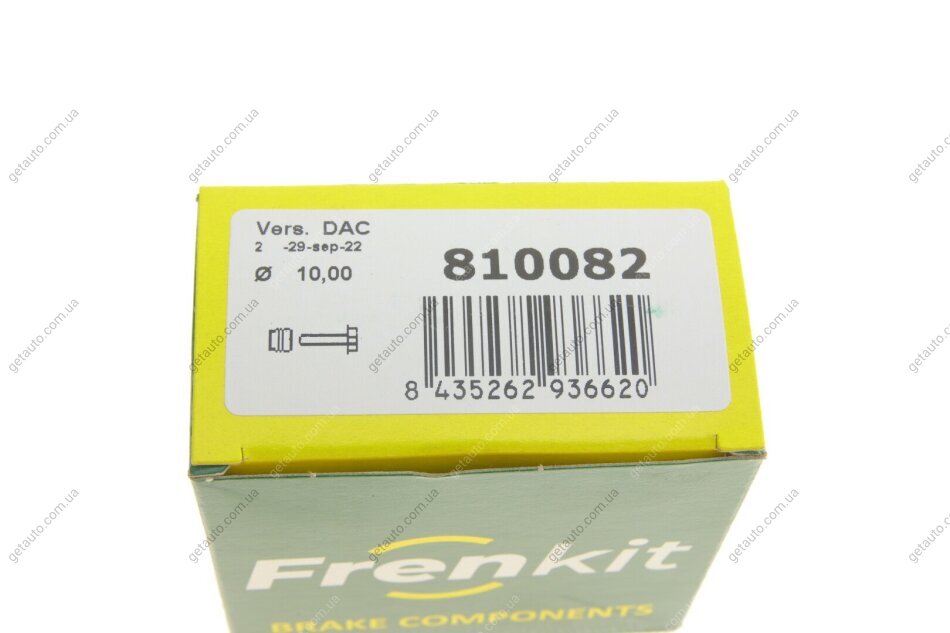 Vers. DAC
2 -29-sep-22
810082
Ø 10,00
8 435262 936620
Frenkit
BRAKE COMPONENTS
getauto.com.ua